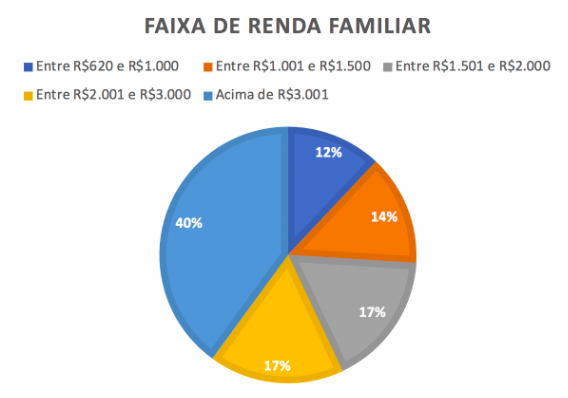 FAIXA DE RENDA FAMILIAR
Entre R$620 e R$1.000 Entre R$1.001 e R$1.500 Entre R$1.501 e R$2.000
Entre R$2.001 e R$3.000 Acima de R$3.001
12%
14%
40%
17%
17%